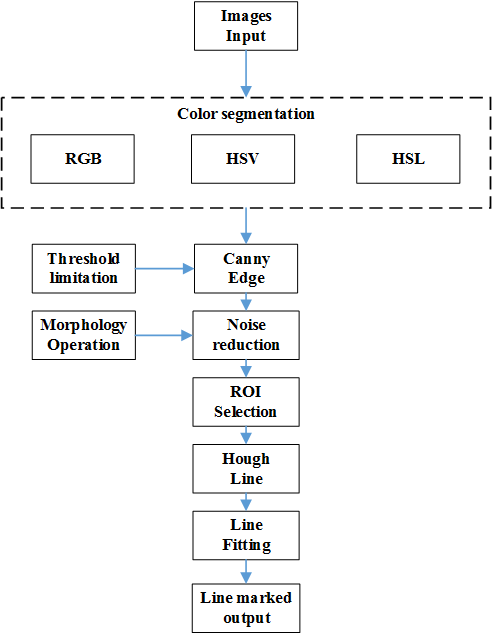 Images
Input
Color segmentation
RGB
HSV
HSL
Threshold
limitation
Canny
Edge
Morphology
Operation
Noise
reduction
ROI
Selection
Hough
Line
Line
Fitting
Line marked
output